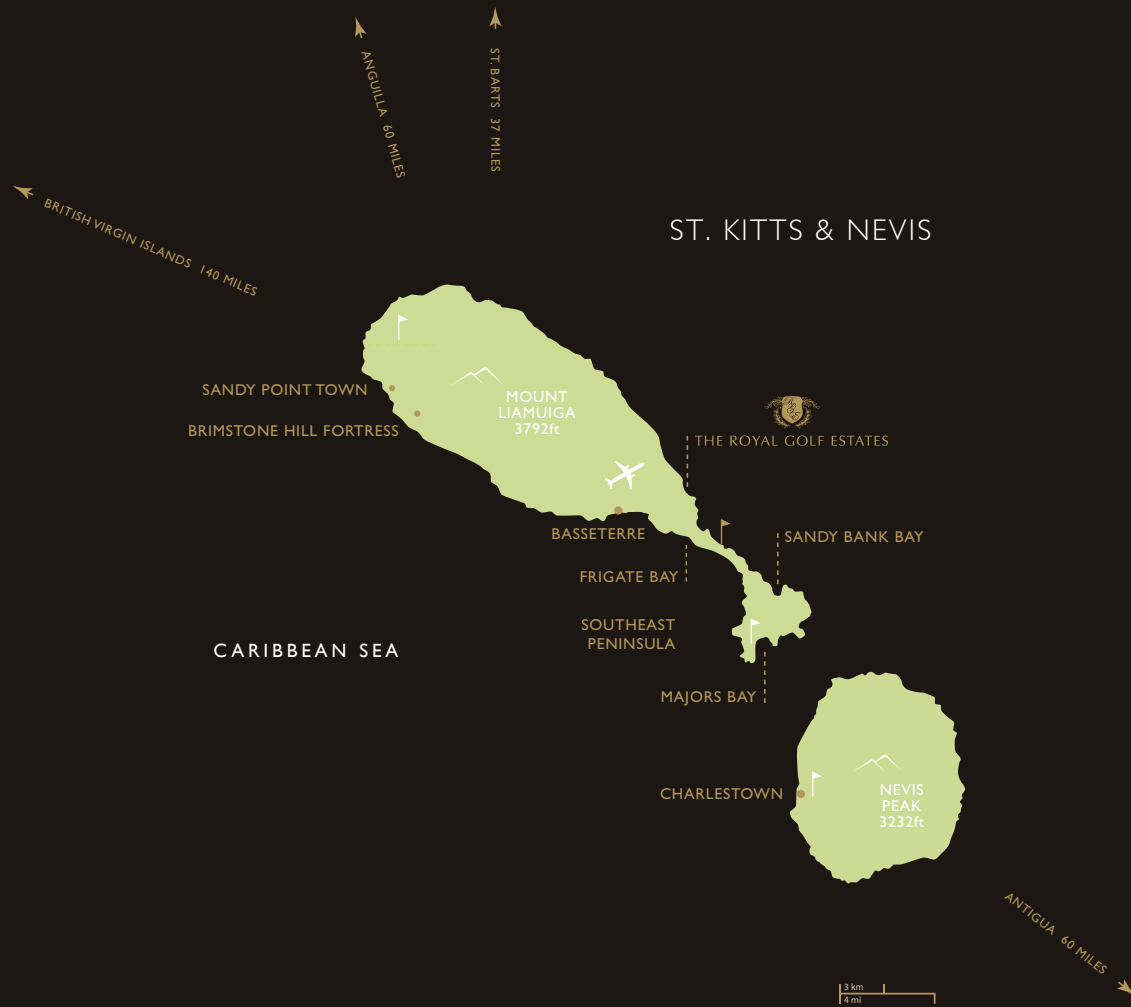 ST. BARTS 37 MILES
ANGUILLA 60 MILES
BRITISH VIRGIN ISLANDS 140 MILES
ST. KITTS & NEVIS
SANDY POINT TOWN
BRIMSTONE HILL FORTRESS
MOUNT
LIAMUIGA
3792ft
THE ROYAL GOLF ESTATES
BASSETERRE
SANDY BANK BAY
FRIGATE BAY
SOUTHEAST
PENINSULA
CARIBBEAN SEA
MAJORS BAY
CHARLESTOWN
NEVIS
PEAK
3232ft
ANTIGUA 60 MILES
3 km
4 mi